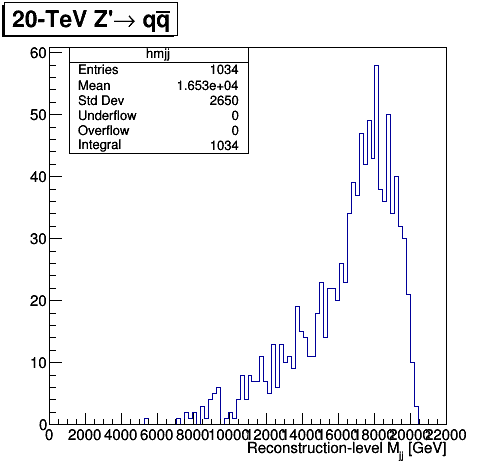 20-TeV Z'→ qq̅
hmjj
Entries 1034
Mean 1.653e+04
Std Dev 2650
Underflow 0
Overflow 0
Integral 1034
60
50
40
30
20
10
0
0 2000 4000 6000 8000 10000 12000 14000 16000 18000 20000 22000
Reconstruction-level Mjj [GeV]